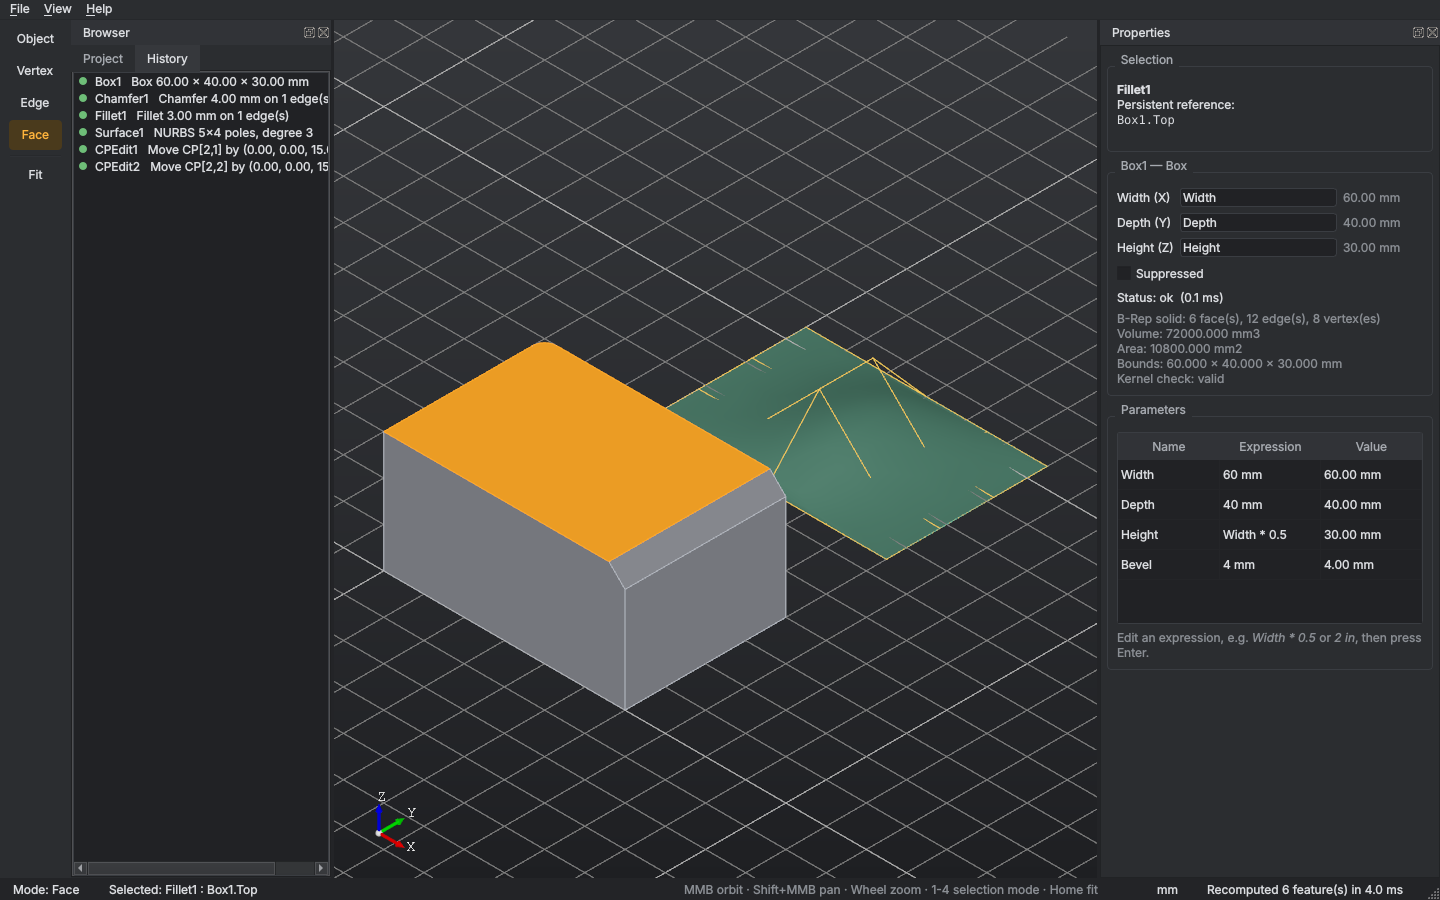 File View Help
Object
Vertex
Edge
Face
Fit
Browser
Project History
Box1 Box 60.00 × 40.00 × 30.00 mm
Chamfer1 Chamfer 4.00 mm on 1 edge(s
Fillet1 Fillet 3.00 mm on 1 edge(s)
Surface1 NURBS 5×4 poles, degree 3
CPEdit1 Move CP[2,1] by (0.00, 0.00, 15.
CPEdit2 Move CP[2,2] by (0.00, 0.00, 15
Z
Y
X
Properties
Selection
Fillet1
Persistent reference:
Box1.Top
Box1 — Box
Width (X) Width 60.00 mm
Depth (Y) Depth 40.00 mm
Height (Z) Height 30.00 mm
Suppressed
Status: ok (0.1 ms)
B-Rep solid: 6 face(s), 12 edge(s), 8 vertex(es)
Volume: 72000.000 mm3
Area: 10800.000 mm2
Bounds: 60.000 × 40.000 × 30.000 mm
Kernel check: valid
Parameters
Name Expression Value
Width 60 mm 60.00 mm
Depth 40 mm 40.00 mm
Height Width * 0.5 30.00 mm
Bevel 4 mm 4.00 mm
Edit an expression, e.g. Width * 0.5 or 2 in, then press
Enter.
Mode: Face Selected: Fillet1 : Box1.Top MMB orbit · Shift+MMB pan · Wheel zoom · 1-4 selection mode · Home fit mm Recomputed 6 feature(s) in 4.0 ms